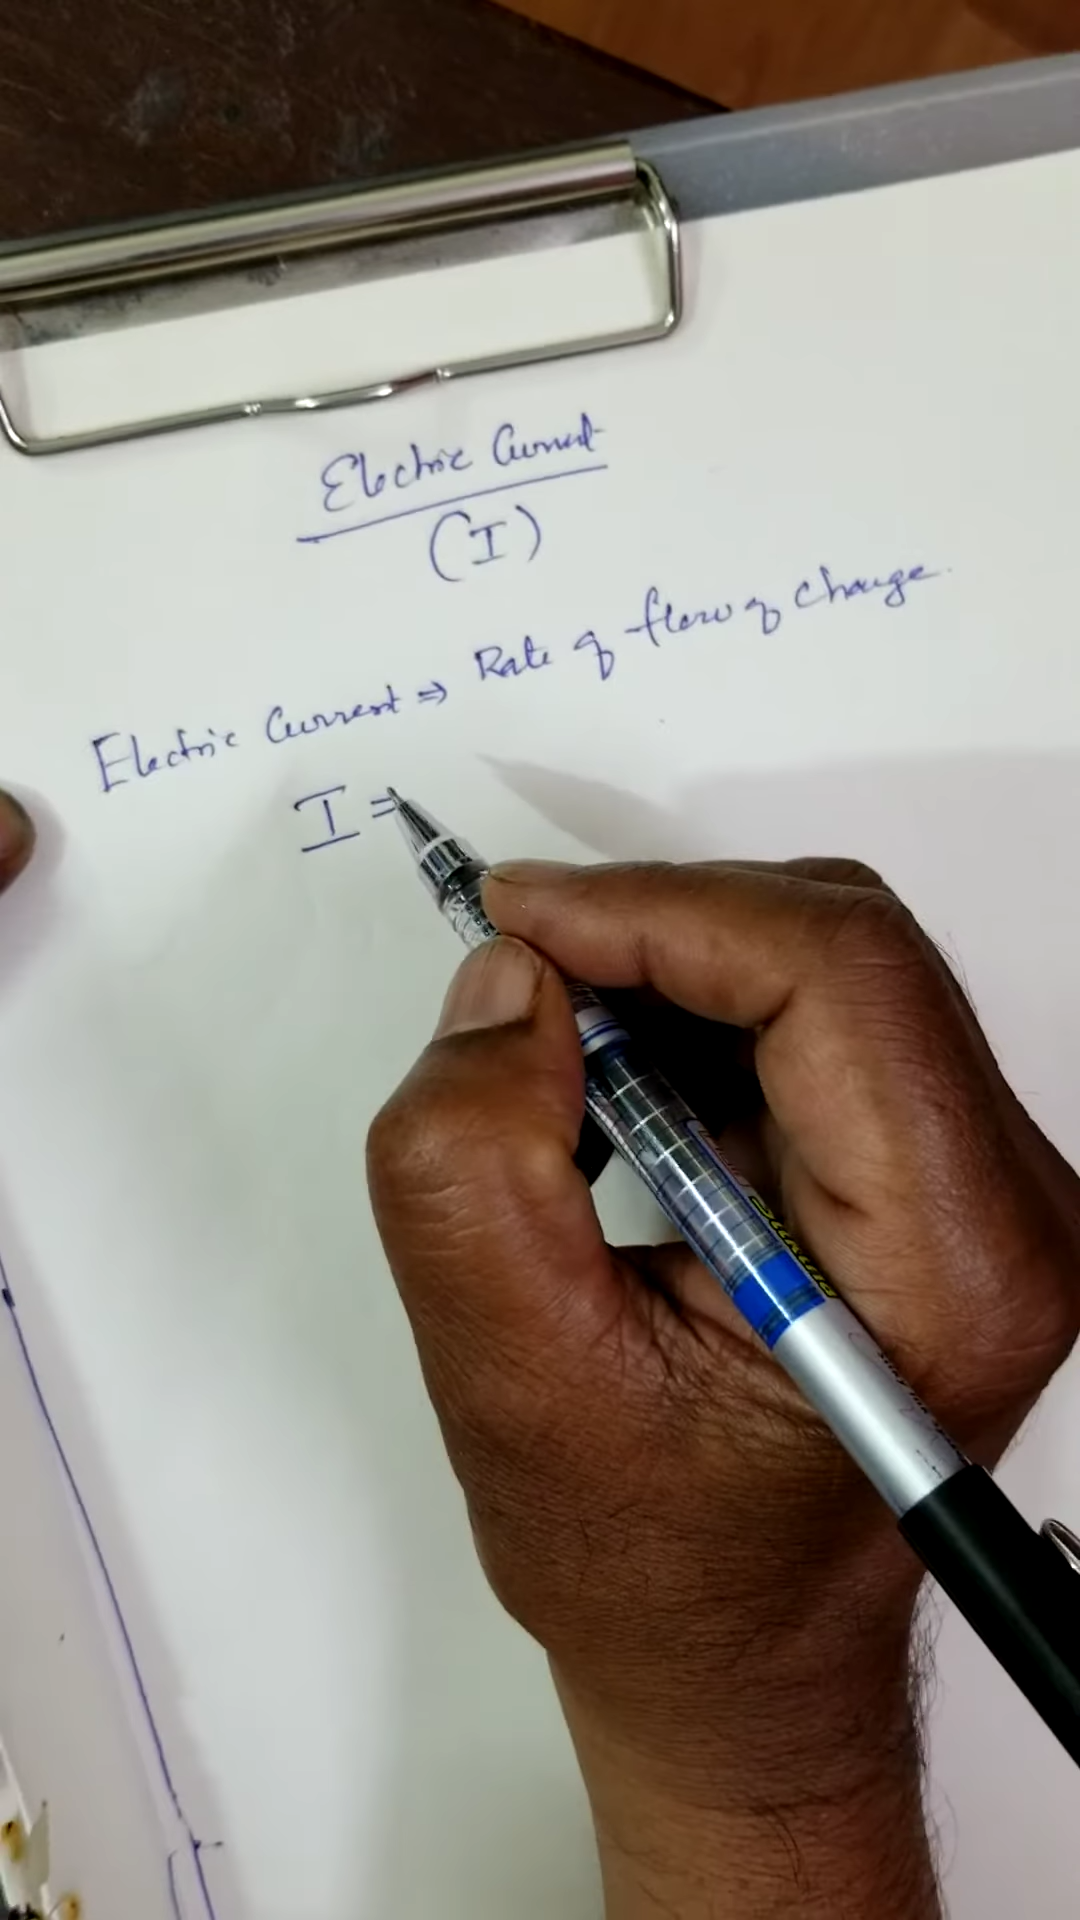 Electric Current
(I)
Electric Current ⇒ Rate of flow of Charge.
I =